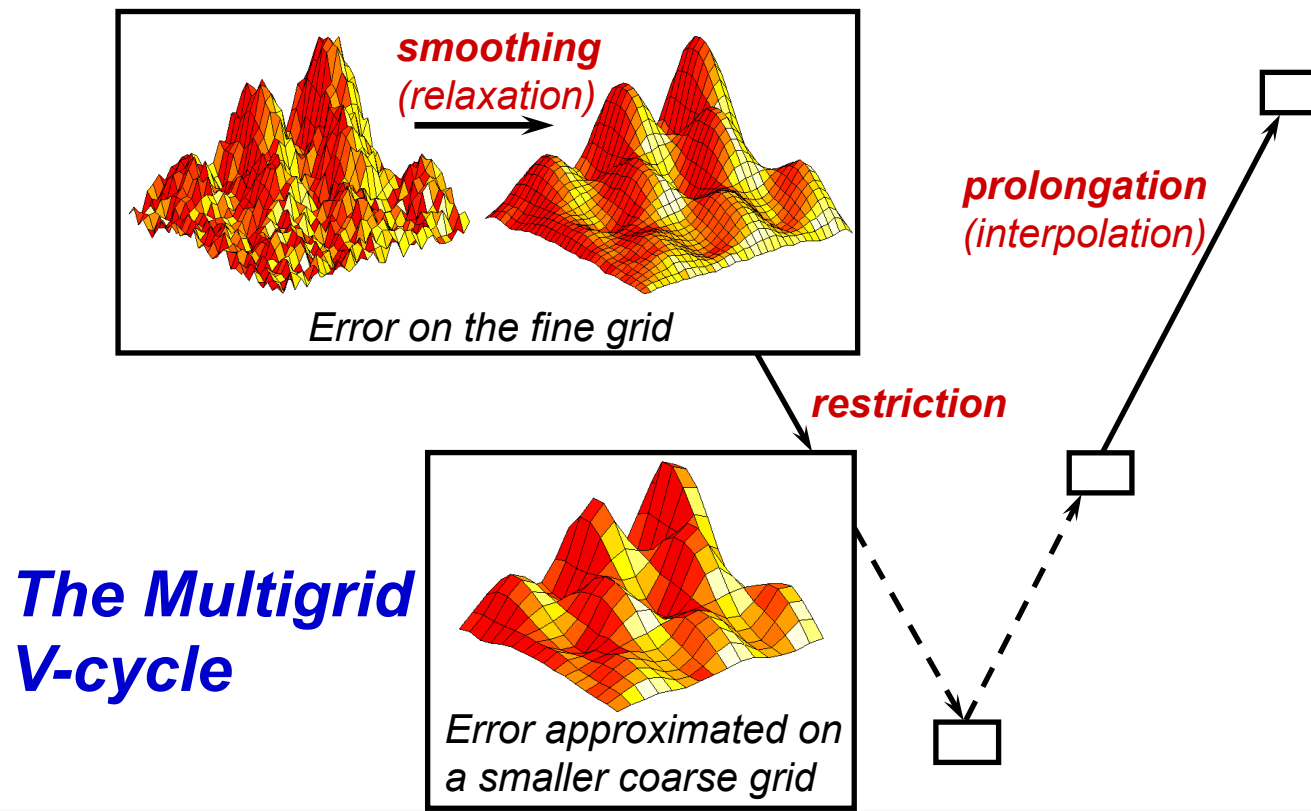 smoothing
(relaxation)
prolongation
(interpolation)
Error on the fine grid
restriction
The Multigrid
V-cycle
Error approximated on
a smaller coarse grid